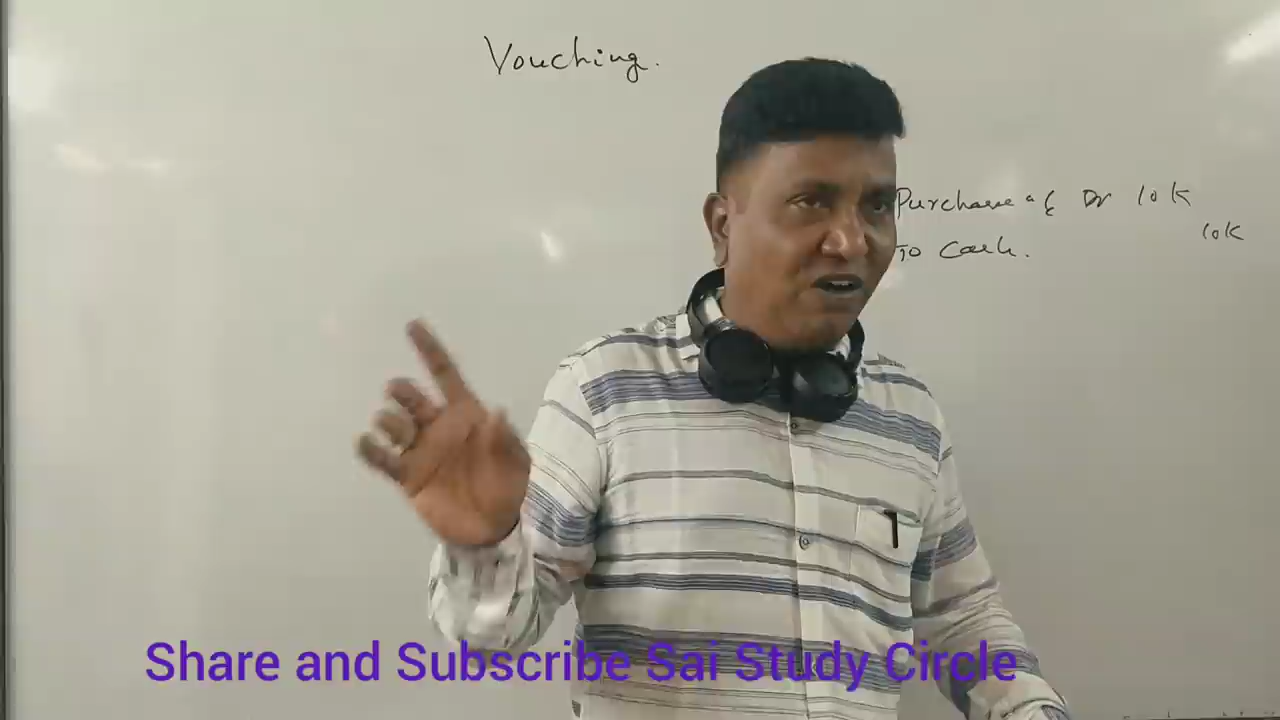 Vouching.
Purchase a/c Dr 10k
10k
To Cash.
Share and Subscribe Sai Study Circle